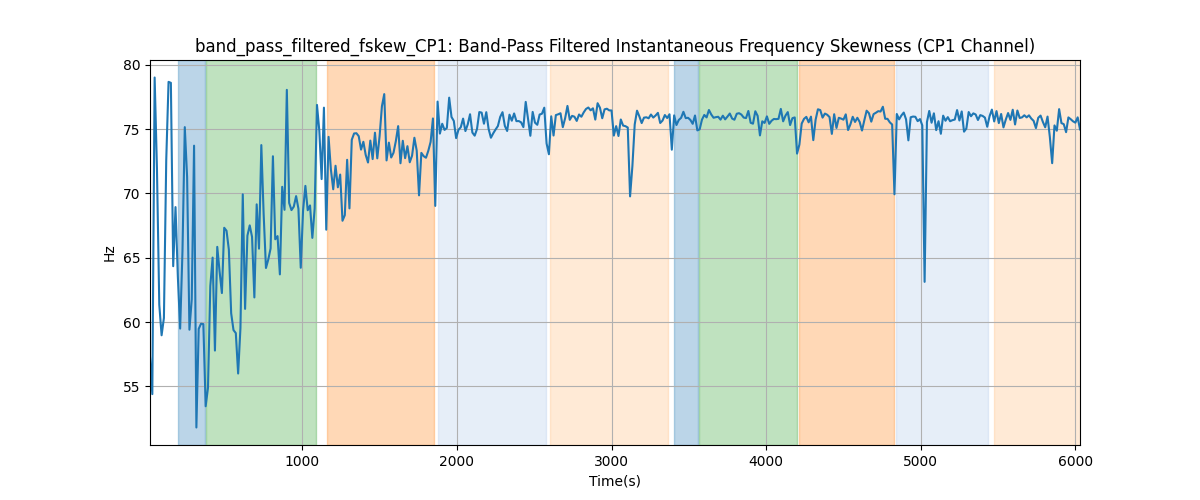 band_pass_filtered_fskew_CP1: Band-Pass Filtered Instantaneous Frequency Skewness (CP1 Channel)
80
75
70
65
60
55
Hz
1000 2000 3000 4000 5000 6000
Time(s)